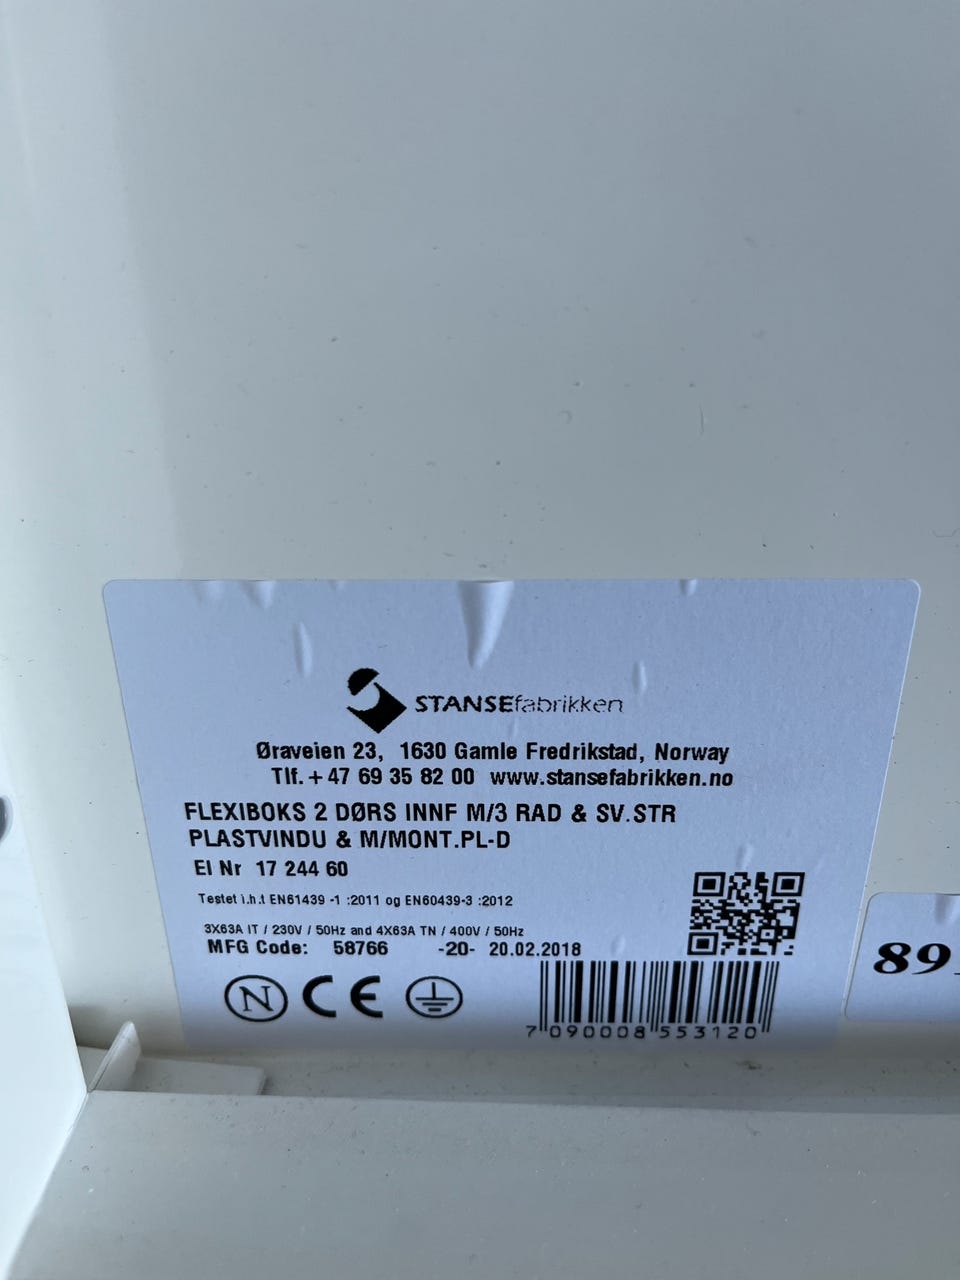 STANSEfabrikken
Øraveien 23, 1630 Gamle Fredrikstad, Norway
Tlf. + 47 69 35 82 00 www.stansefabrikken.no
FLEXIBOKS 2 DØRS INNF M/3 RAD & SV.STR
PLASTVINDU & M/MONT.PL-D
El Nr 17 244 60
Testet i.h.t EN61439 -1 :2011 og EN60439-3 :2012
3X63A IT / 230V / 50Hz and 4X63A TN / 400V / 50Hz
MFG Code: 58766 -20- 20.02.2018
N CE
7 090008 553120
89